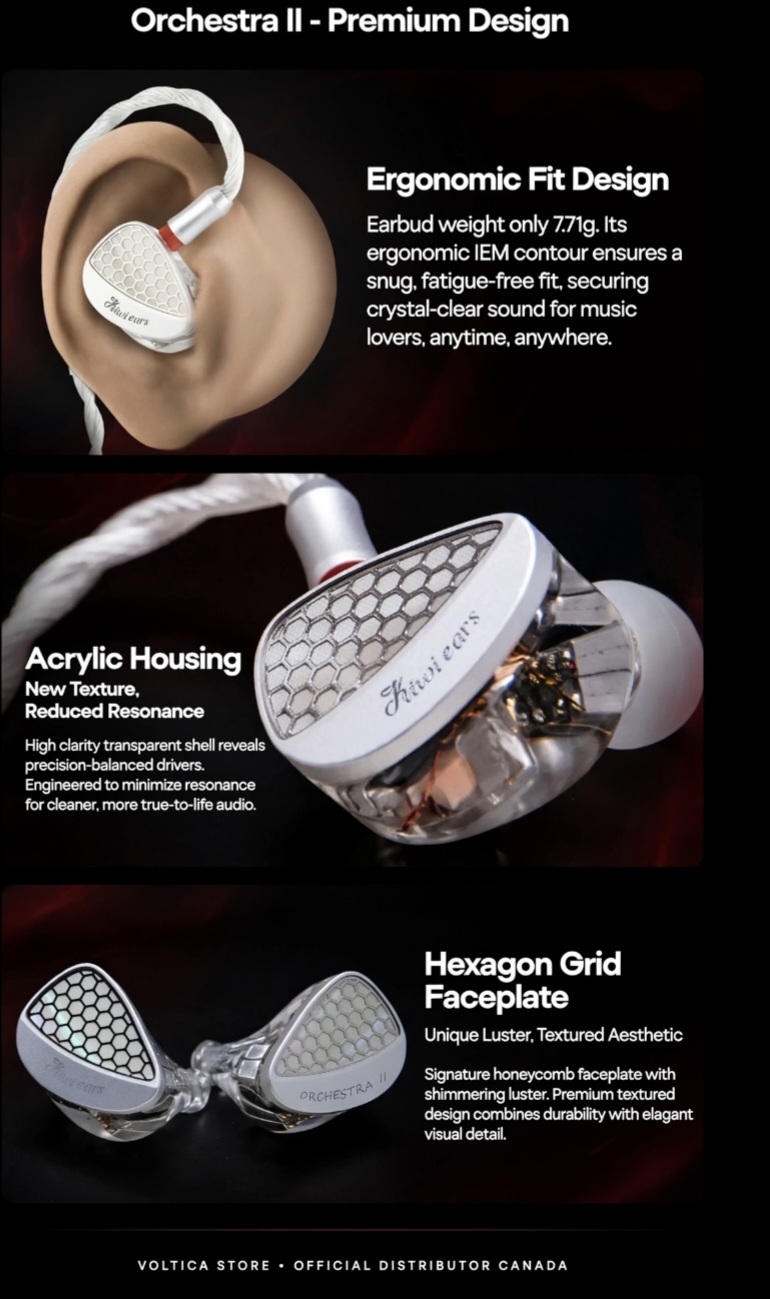 Orchestra II - Premium Design
Ergonomic Fit Design
Earbud weight only 7.71g. Its
ergonomic IEM contour ensures a
snug, fatigue-free fit, securing
crystal-clear sound for music
lovers, anytime, anywhere.
Kiwi ears
Kiwi ears
Acrylic Housing
New Texture,
Reduced Resonance
High clarity transparent shell reveals
precision-balanced drivers.
Engineered to minimize resonance
for cleaner, more true-to-life audio.
Hexagon Grid
Faceplate
Unique Luster, Textured Aesthetic
Signature honeycomb faceplate with
shimmering luster. Premium textured
design combines durability with elagant
visual detail.
Kiwi ears
ORCHESTRA II
VOLTICA STORE • OFFICIAL DISTRIBUTOR CANADA